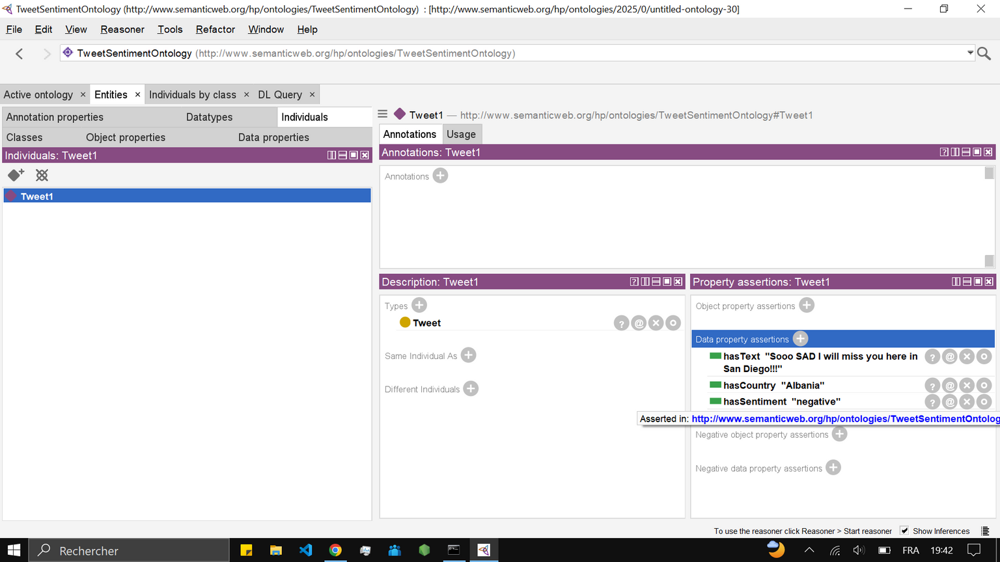 TweetSentimentOntology (http://www.semanticweb.org/hp/ontologies/TweetSentimentOntology) : [http://www.semanticweb.org/hp/ontologies/2025/0/untitled-ontology-30]
File Edit View Reasoner Tools Refactor Window Help
TweetSentimentOntology (http://www.semanticweb.org/hp/ontologies/TweetSentimentOntology)
Active ontology × Entities × Individuals by class × DL Query ×
Annotation properties Datatypes Individuals
Classes Object properties Data properties
Individuals: Tweet1
Tweet1
Tweet1 — http://www.semanticweb.org/hp/ontologies/TweetSentimentOntology#Tweet1
Annotations Usage
Annotations: Tweet1
Annotations
Description: Tweet1
Types
Tweet
Same Individual As
Different Individuals
Property assertions: Tweet1
Object property assertions
Data property assertions
hasText "Sooo SAD I will miss you here in
San Diego!!!"
hasCountry "Albania"
hasSentiment "negative"
Asserted in: http://www.semanticweb.org/hp/ontologies/TweetSentimentOntolog
Negative object property assertions
Negative data property assertions
To use the reasoner click Reasoner > Start reasoner Show Inferences
Rechercher
FRA 19:42